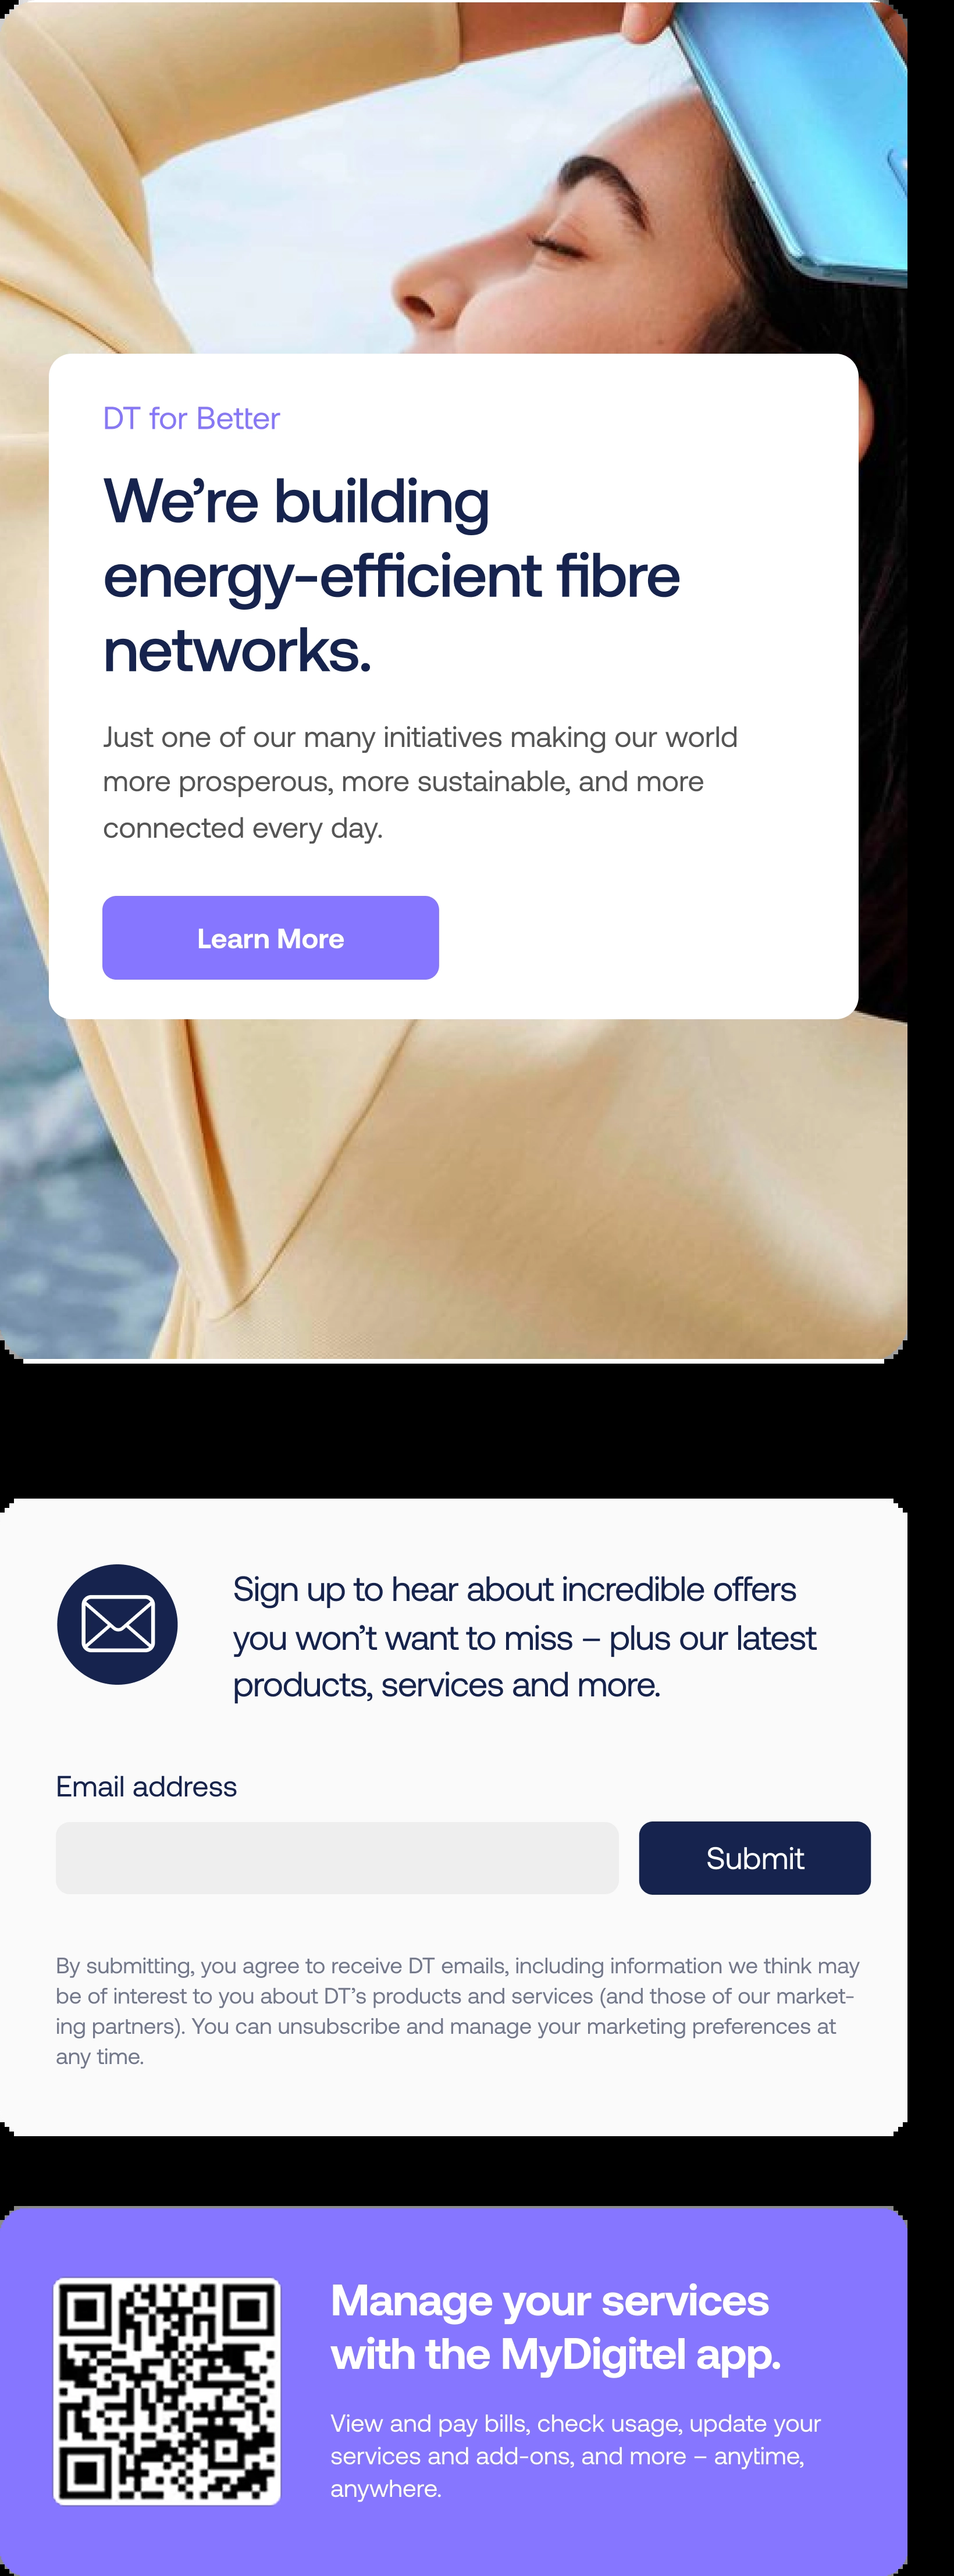 DT for Better
We’re building
energy-efficient fibre
networks.
Just one of our many initiatives making our world
more prosperous, more sustainable, and more
connected every day.
Learn More
Sign up to hear about incredible offers
you won’t want to miss – plus our latest
products, services and more.
Email address
Submit
By submitting, you agree to receive DT emails, including information we think may
be of interest to you about DT’s products and services (and those of our market-
ing partners). You can unsubscribe and manage your marketing preferences at
any time.
Manage your services
with the MyDigitel app.
View and pay bills, check usage, update your
services and add-ons, and more – anytime,
anywhere.